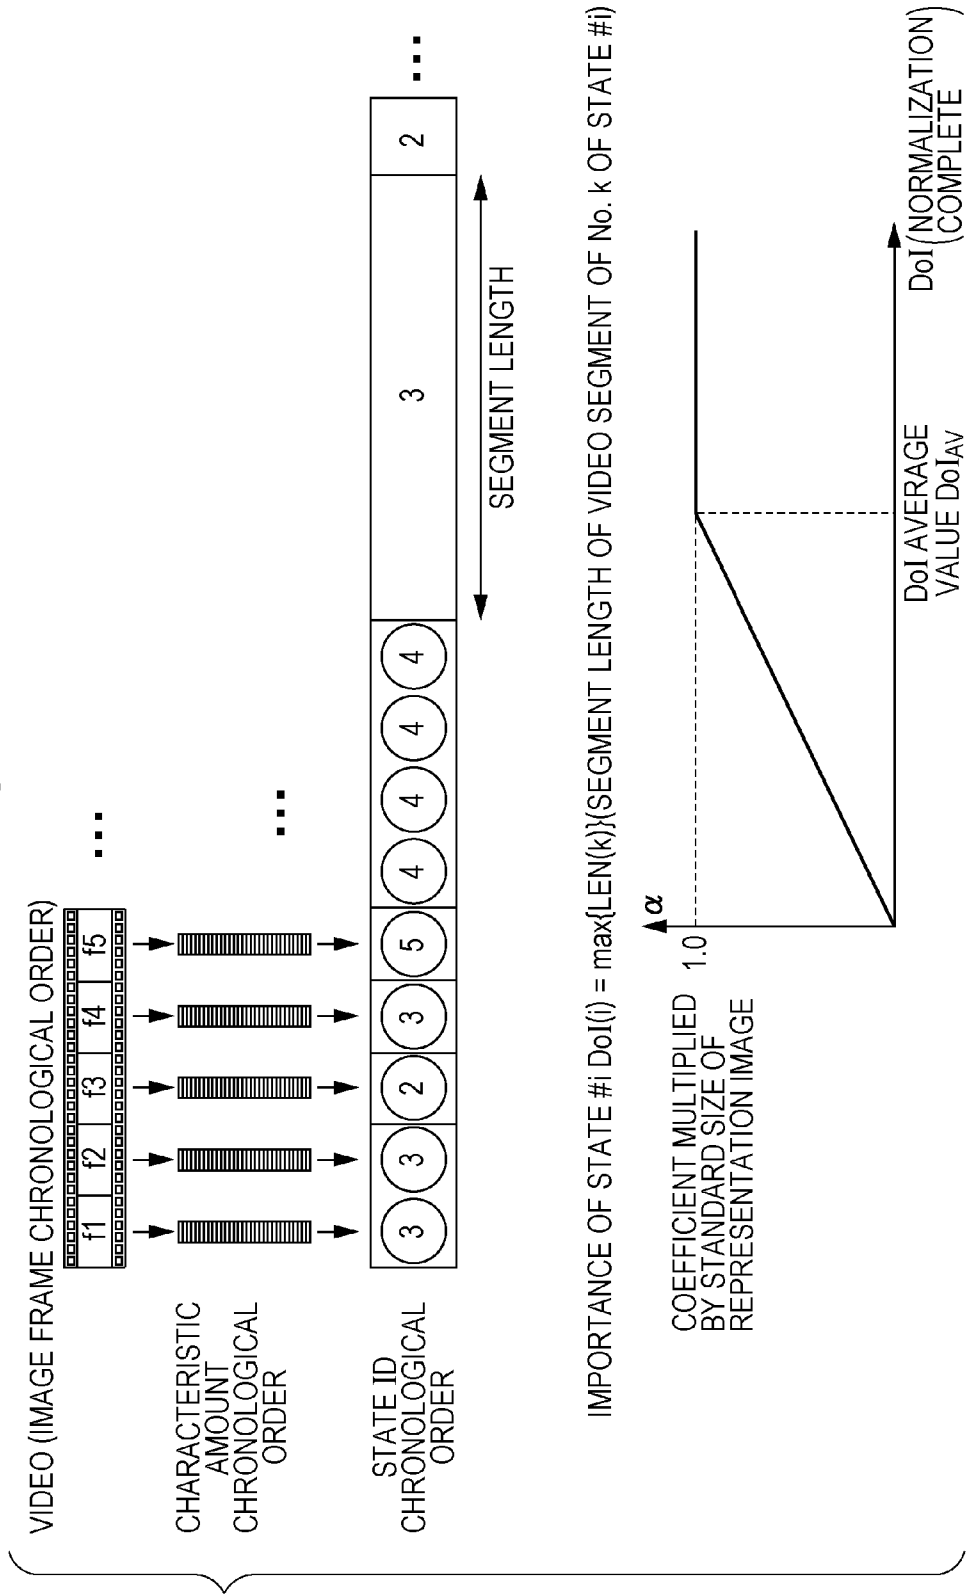 VIDEO (IMAGE FRAME CHRONOLOGICAL ORDER)
f1 f2 f3 f4 f5 ...
CHARACTERISTIC
AMOUNT
CHRONOLOGICAL
ORDER
...
STATE ID
CHRONOLOGICAL
ORDER
3 3 2 3 5 4 4 4 4 3 2 ...
SEGMENT LENGTH
IMPORTANCE OF STATE #i DoI(i) = max{LEN(k)}(SEGMENT LENGTH OF VIDEO SEGMENT OF No. k OF STATE #i)
COEFFICIENT MULTIPLIED
BY STANDARD SIZE OF
REPRESENTATION IMAGE
α
1.0
DoI AVERAGE
VALUE DoIAV
DoI (NORMALIZATION
COMPLETE)